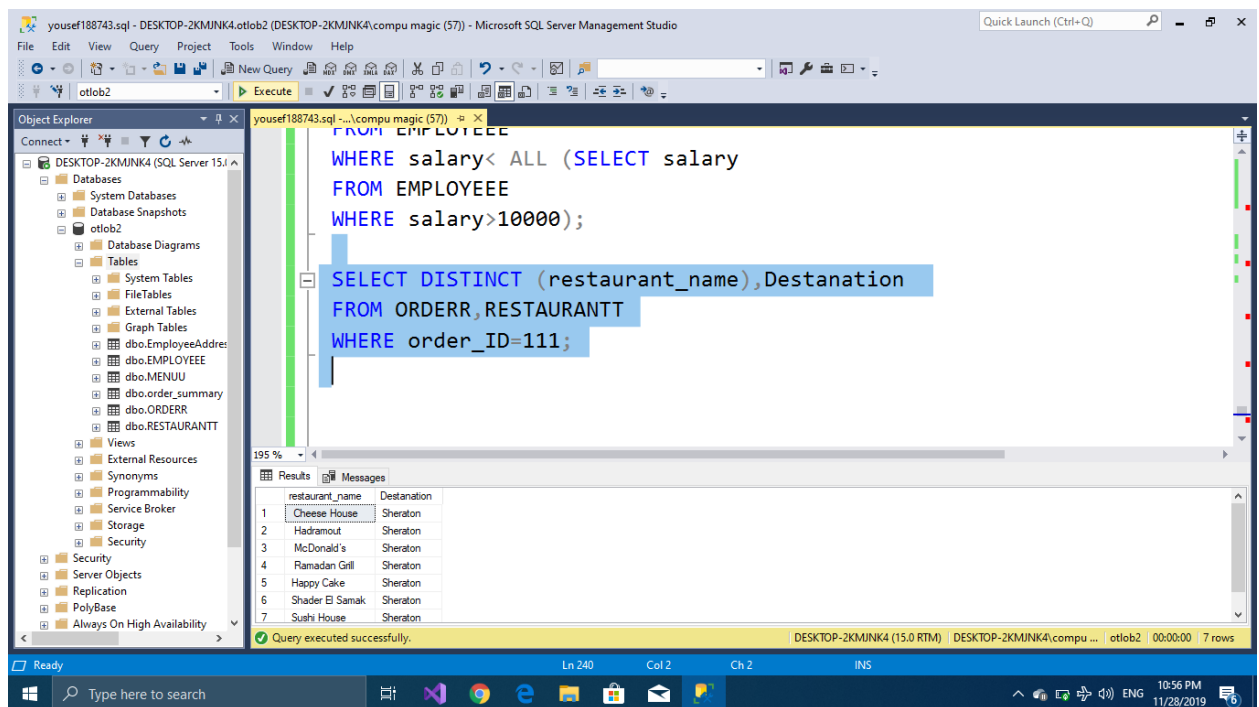 yousef188743.sql - DESKTOP-2KMJNK4.otlob2 (DESKTOP-2KMJNK4\compu magic (57)) - Microsoft SQL Server Management Studio
Quick Launch (Ctrl+Q)
File Edit View Query Project Tools Window Help
New Query
otlob2 Execute
Object Explorer
yousef188743.sql -...\compu magic (57))
Connect
DESKTOP-2KMJNK4 (SQL Server 15.
Databases
System Databases
Database Snapshots
otlob2
Database Diagrams
Tables
System Tables
FileTables
External Tables
Graph Tables
dbo.EmployeeAddres
dbo.EMPLOYEEE
dbo.MENUU
dbo.order_summary
dbo.ORDERR
dbo.RESTAURANTT
Views
External Resources
Synonyms
Programmability
Service Broker
Storage
Security
Security
Server Objects
Replication
PolyBase
Always On High Availability
FROM EMPLOYEEE
WHERE salary< ALL (SELECT salary
FROM EMPLOYEEE
WHERE salary>10000);
SELECT DISTINCT (restaurant_name),Destanation
FROM ORDERR,RESTAURANTT
WHERE order_ID=111;
195 %
Results Messages
restaurant_name Destanation
1 Cheese House Sheraton
2 Hadramout Sheraton
3 McDonald's Sheraton
4 Ramadan Grill Sheraton
5 Happy Cake Sheraton
6 Shader El Samak Sheraton
7 Sushi House Sheraton
Query executed successfully.
DESKTOP-2KMJNK4 (15.0 RTM) DESKTOP-2KMJNK4\compu ... otlob2 00:00:00 7 rows
Ready Ln 240 Col 2 Ch 2 INS
Type here to search
ENG
10:56 PM
11/28/2019
6